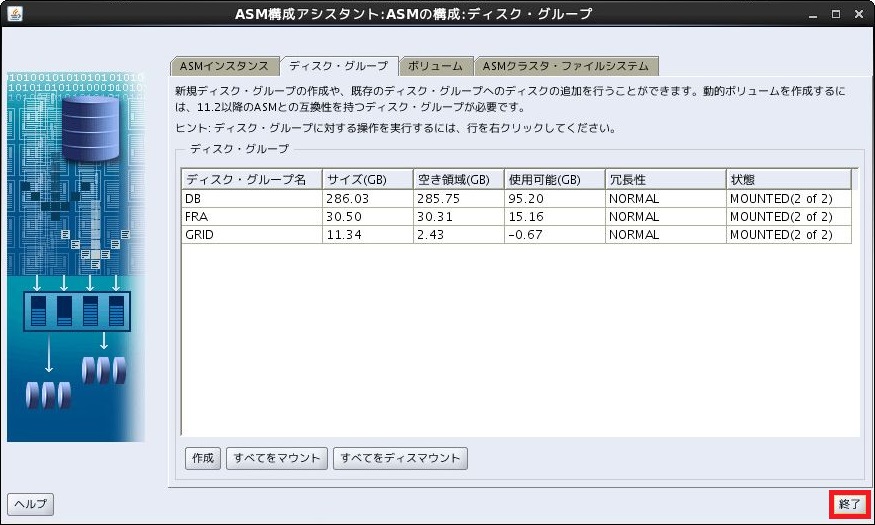 ASM構成アシスタント:ASMの構成:ディスク・グループ
ASMインスタンス ディスク・グループ ボリューム ASMクラスタ・ファイルシステム
新規ディスク・グループの作成や、既存のディスク・グループへのディスクの追加を行うことができます。動的ボリュームを作成するに
は、11.2以降のASMとの互換性を持つディスク・グループが必要です。
ヒント: ディスク・グループに対する操作を実行するには、行を右クリックしてください。
ディスク・グループ
ディスク・グループ名 サイズ(GB) 空き領域(GB) 使用可能(GB) 冗長性 状態
DB 286.03 285.75 95.20 NORMAL MOUNTED(2 of 2)
FRA 30.50 30.31 15.16 NORMAL MOUNTED(2 of 2)
GRID 11.34 2.43 -0.67 NORMAL MOUNTED(2 of 2)
作成 すべてをマウント すべてをディスマウント
ヘルプ 終了